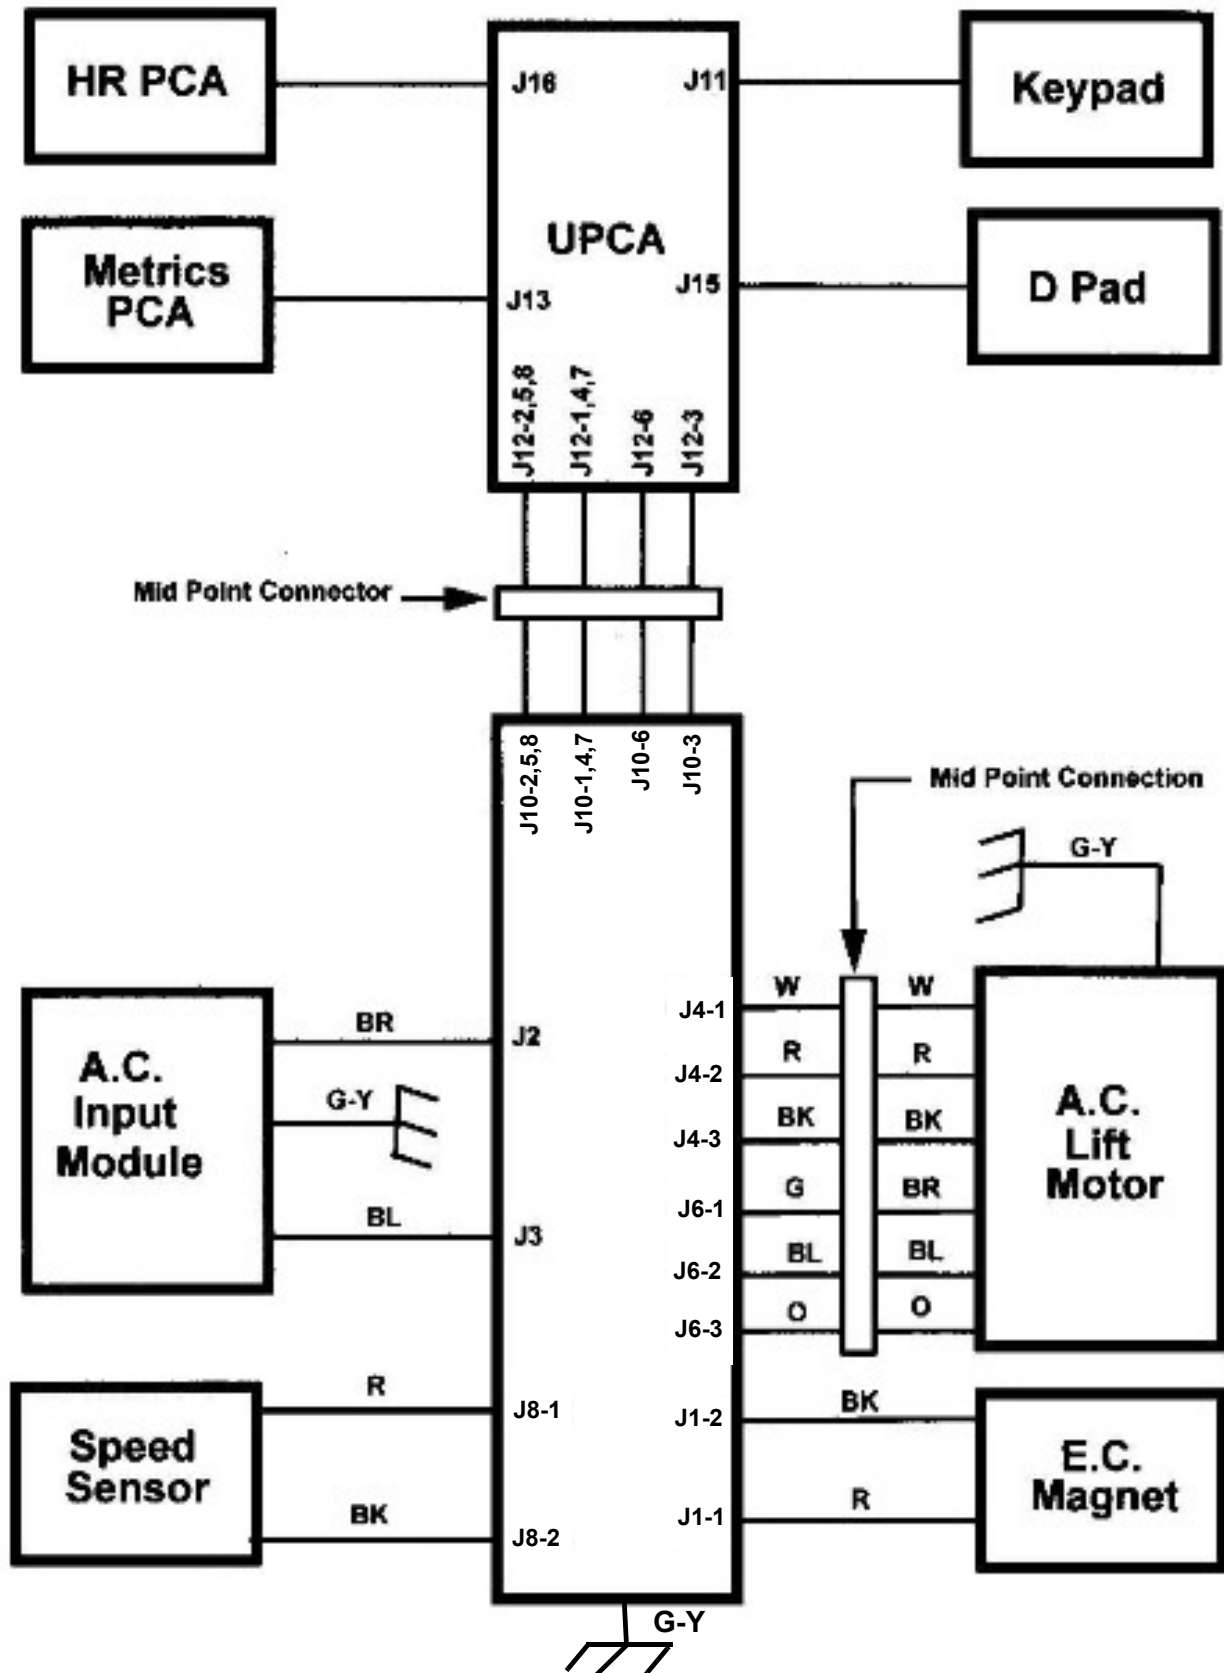 HR PCA
J16
J11
Keypad
Metrics
PCA
J13
UPCA
J15
D Pad
J12-2,5,8
J12-1,4,7
J12-6
J12-3
Mid Point Connector
J10-2,5,8
J10-1,4,7
J10-6
J10-3
Mid Point Connection
G-Y
A.C.
Input
Module
BR
J2
G-Y
BL
J3
J4-1
W
W
J4-2
R
R
J4-3
BK
BK
J6-1
G
BR
J6-2
BL
BL
J6-3
O
O
A.C.
Lift
Motor
Speed
Sensor
R
J8-1
BK
J8-2
J1-2
BK
J1-1
R
E.C.
Magnet
G-Y